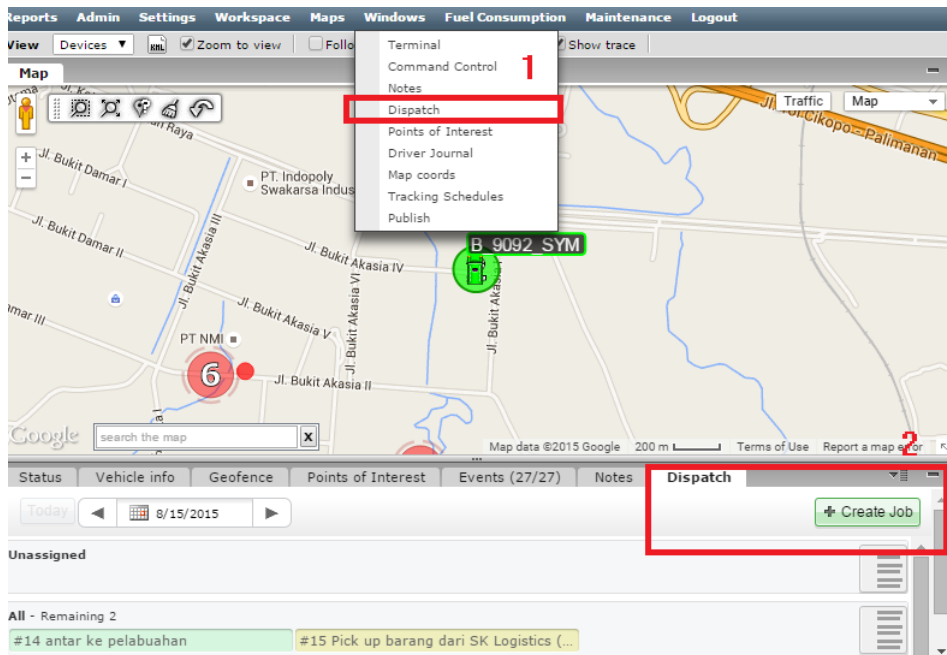 Reports Admin Settings Workspace Maps Windows Fuel Consumption Maintenance Logout
View Devices ▼ KML Zoom to view Follo Show trace
Terminal
Command Control
Notes
Dispatch
Points of Interest
Driver Journal
Map coords
Tracking Schedules
Publish
1
Map
Traffic Map
Jl. Tol Cikopo - Palimanan
Raya
Jl. Bukit Damar I
PT. Indopoly
Swakarsa Indus
Jl. Bukit Damar II
Jl. Bukit Akasia III
Jl. Bukit Akasia IV
B_9092_SYM
Jl. Bukit Akasia VI
Jl. Bukit Akasia V
PT NMI
6
Jl. Bukit Akasia II
Google search the map X
Map data ©2015 Google 200 m Terms of Use Report a map error
2
Status Vehicle info Geofence Points of Interest Events (27/27) Notes Dispatch
Today 8/15/2015
+ Create Job
Unassigned
All - Remaining 2
#14 antar ke pelabuahan #15 Pick up barang dari SK Logistics (...